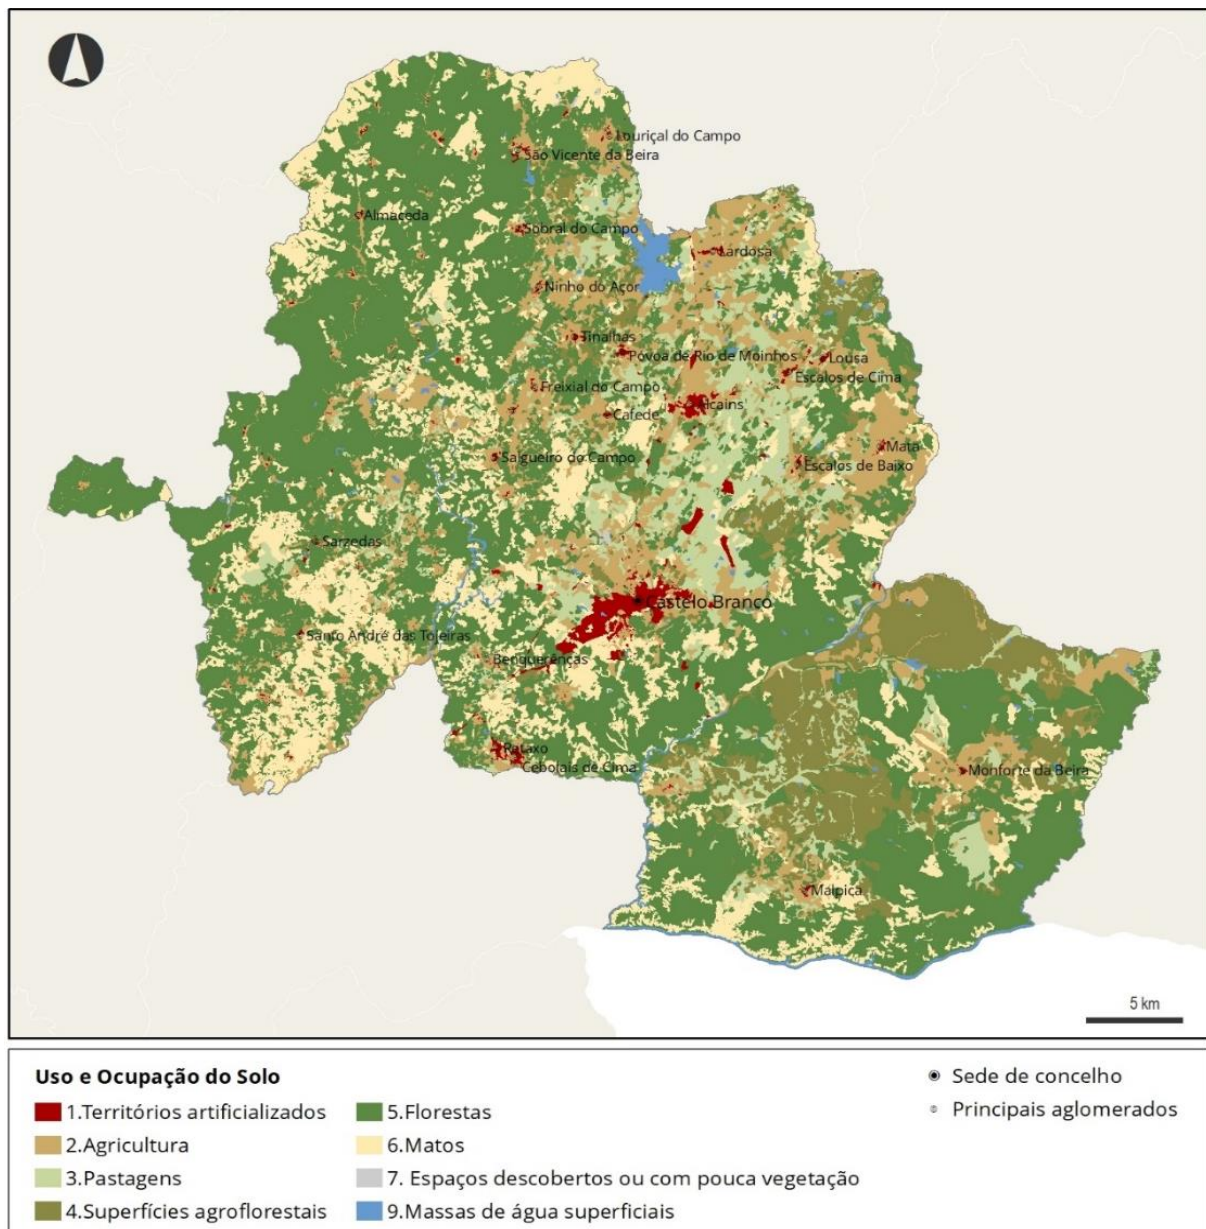 Louriçal do Campo
São Vicente da Beira
Almaceda
Sobral do Campo
Lardosa
Ninho do Açor
Tinalhas
Póvoa de Rio de Moinhos
Lousa
Escalos de Cima
Freixial do Campo
Alcains
Cafede
Mata
Salgueiro do Campo
Escalos de Baixo
Sarzedas
Castelo Branco
Santo André das Tojeiras
Benquerenças
Retaxo
Cebolais de Cima
Monforte da Beira
Malpica
5 km
Uso e Ocupação do Solo
1.Territórios artificializados
2.Agricultura
3.Pastagens
4.Superfícies agroflorestais
5.Florestas
6.Matos
7. Espaços descobertos ou com pouca vegetação
9.Massas de água superficiais
Sede de concelho
Principais aglomerados